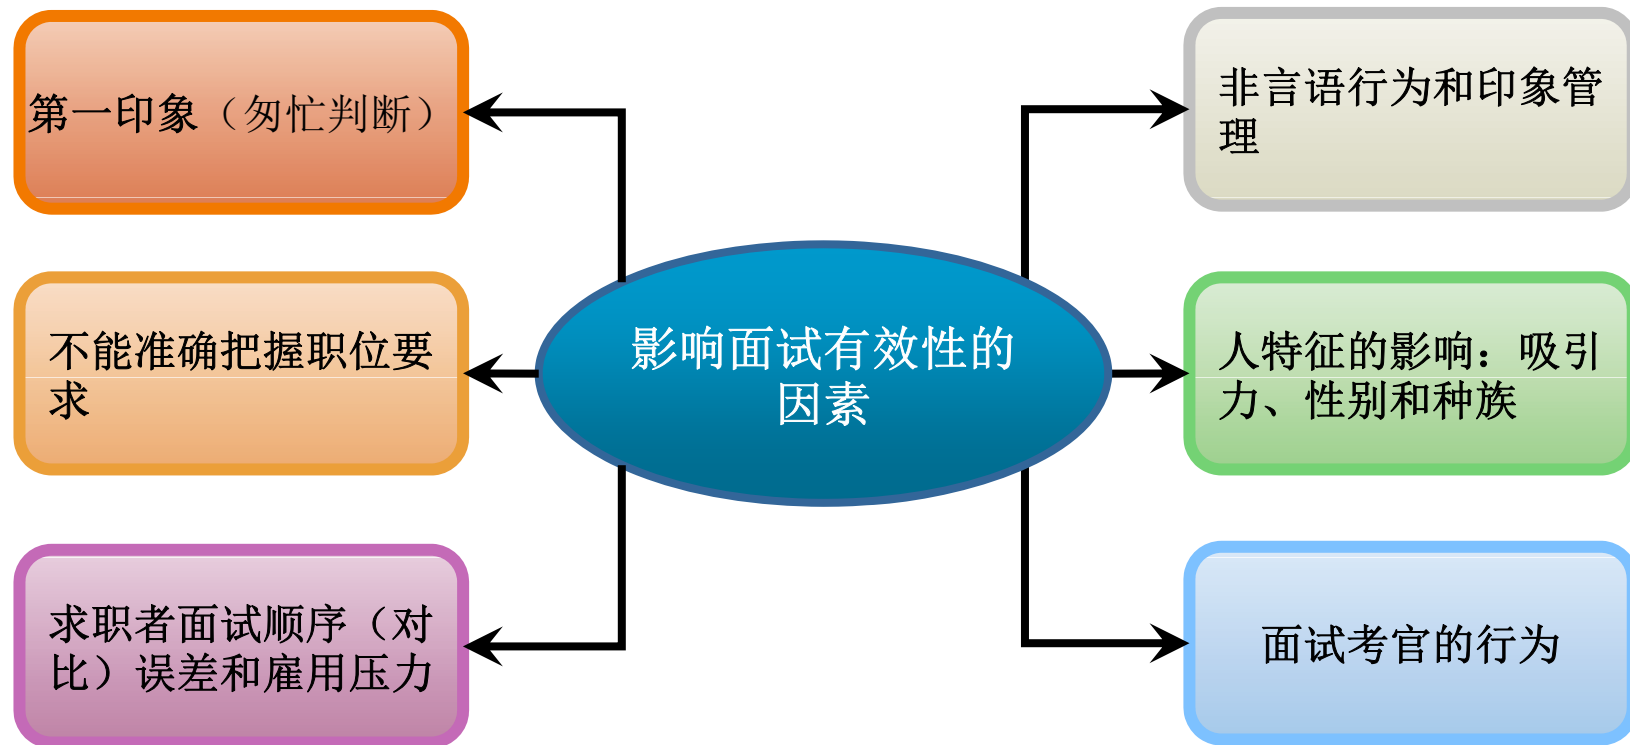 第一印象（匆忙判断）
不能准确把握职位要
求
求职者面试顺序（对
比）误差和雇用压力
影响面试有效性的
因素
非言语行为和印象管
理
人特征的影响：吸引
力、性别和种族
面试考官的行为